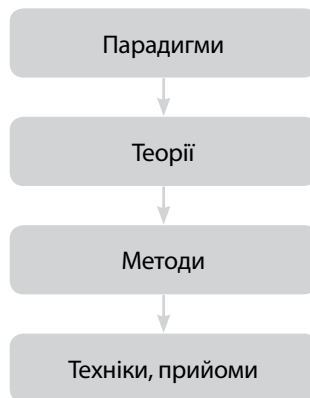 Парадигми
Теорії
Методи
Техніки, прийоми